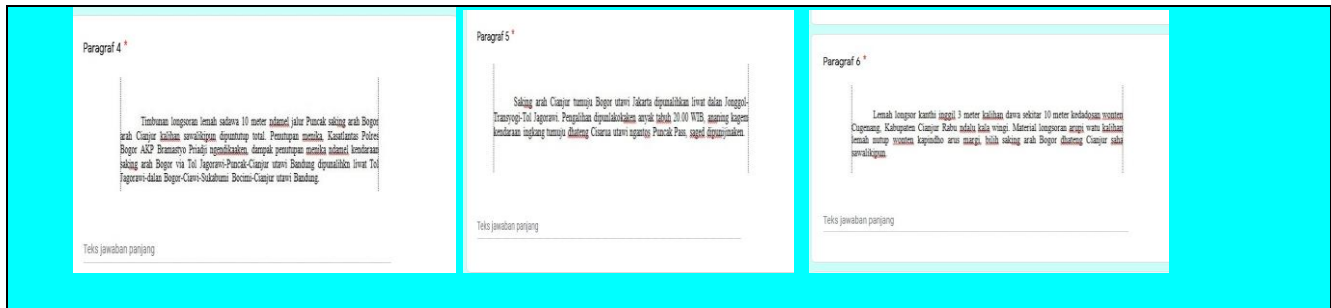 Paragraf 4 *
Timbunan longsoran lemah sadawa 10 meter ndamel jalur Puncak saking arah Bogor
arah Cianjur kalihan sawalikipun dipuntutup total. Penutupan menika, Kasatlantas Polres
Bogor AKP Bramastyo Priadji ngendikaaken, dampak penutupan menika ndamel kendaraan
saking arah Bogor via Tol Jagorawi-Puncak-Cianjur utawi Bandung dipunalihkn liwat Tol
Jagorawi-dalan Bogor-Ciawi-Sukabumi Bocimi-Cianjur utawi Bandung.
Teks jawaban panjang
Paragraf 5 *
Saking arah Cianjur tumuju Bogor utawi Jakarta dipunalihkan liwat dalan Jonggol-
Transyogi-Tol Jagorawi. Pengalihan dipunlakokaken anyak tabuh 20.00 WIB, ananing kagem
kendaraan ingkang tumuju dhateng Cisarua utawi ngantos Puncak Pass, saged dipunjinaken.
Teks jawaban panjang
Paragraf 6 *
Lemah longsor kanthi inggil 3 meter kalihan dawa sekitar 10 meter kedadosan wonten
Cugenang, Kabupaten Cianjur Rabu ndalu kala wingi. Material longsoran arupi watu kalihan
lemah nutup wonten kapindho arus margi, bilih saking arah Bogor dhateng Cianjur saha
sawalikipun.
Teks jawaban panjang